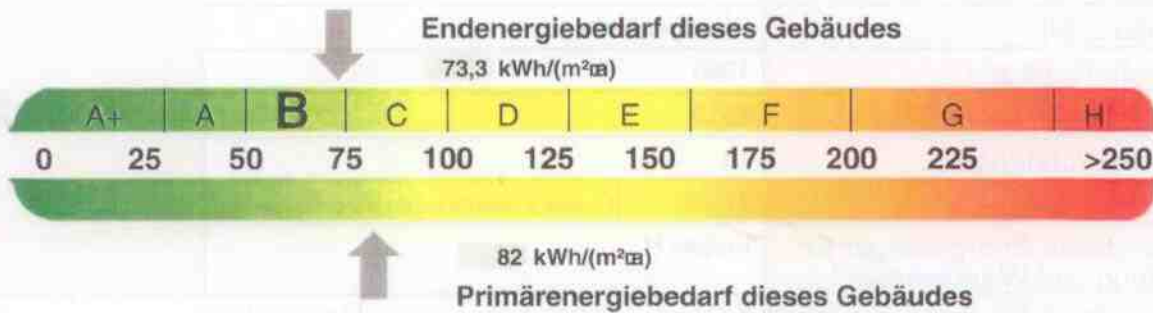 Endenergiebedarf dieses Gebäudes
73,3 kWh/(m²a)
A+ A B C D E F G H
0 25 50 75 100 125 150 175 200 225 >250
82 kWh/(m²a)
Primärenergiebedarf dieses Gebäudes